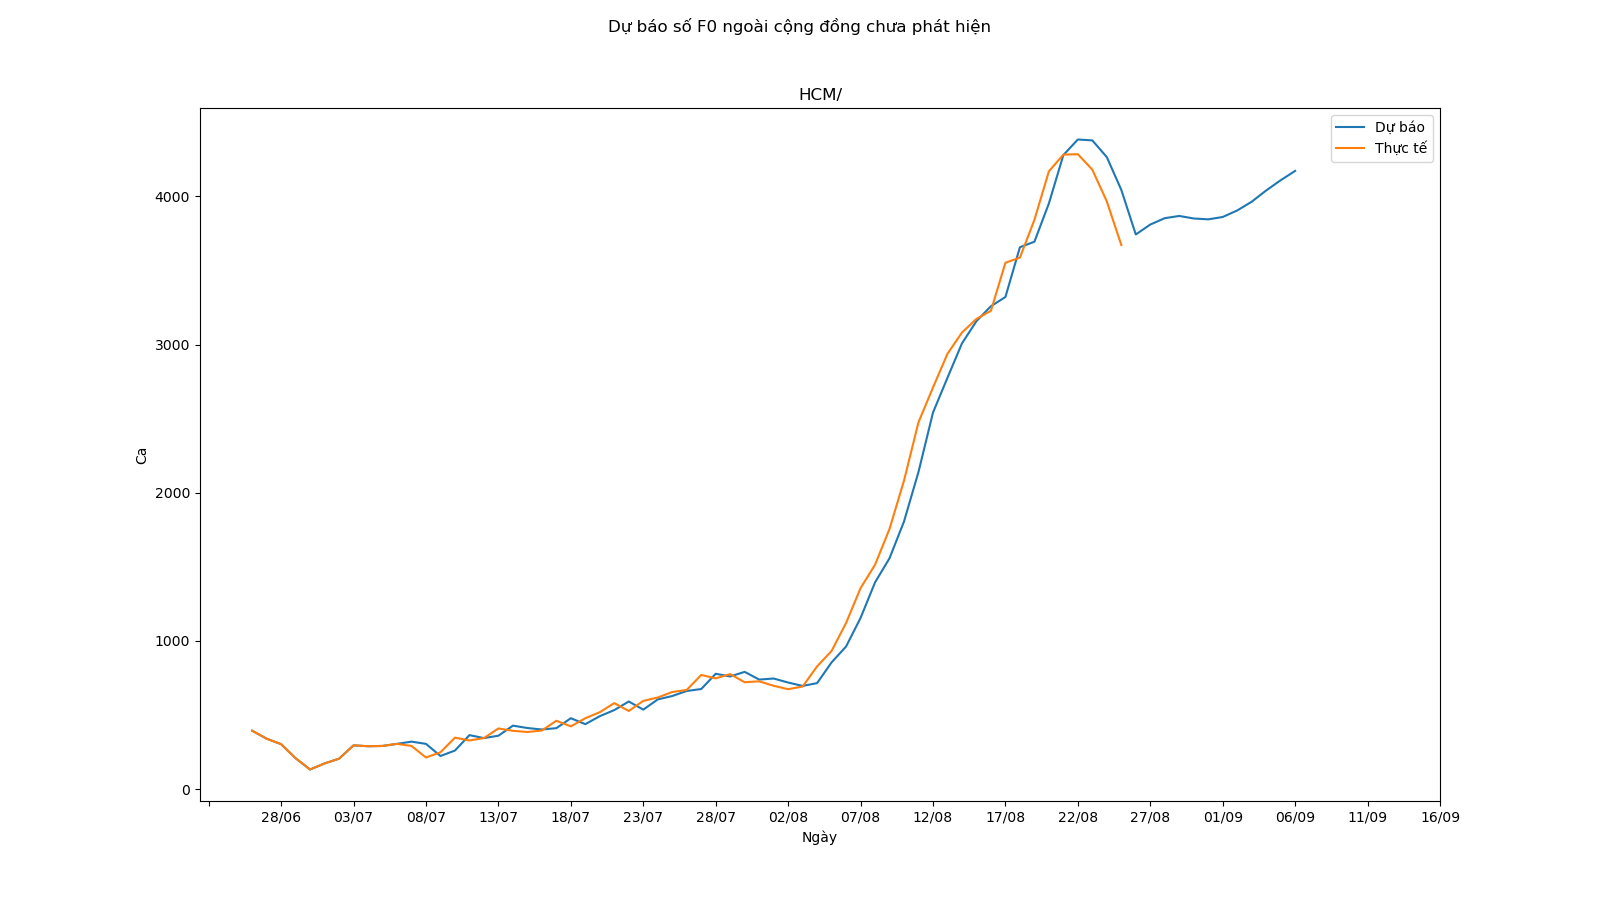 Dự báo số F0 ngoài cộng đồng chưa phát hiện
HCM/
Dự báo
Thực tế
4000
3000
2000
1000
0
Ca
28/06 03/07 08/07 13/07 18/07 23/07 28/07 02/08 07/08 12/08 17/08 22/08 27/08 01/09 06/09 11/09 16/09
Ngày